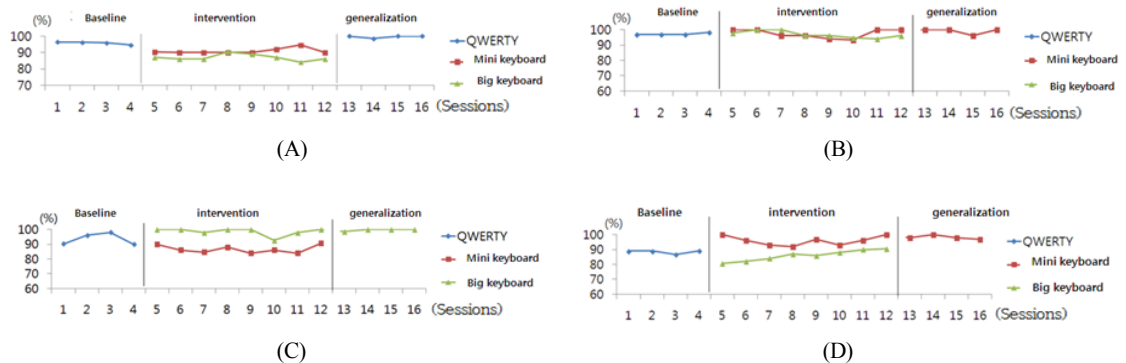 (%) Baseline intervention generalization
100
90
80
70
1 2 3 4 5 6 7 8 9 10 11 12 13 14 15 16 (Sessions)
QWERTY
Mini keyboard
Big keyboard
(A)
(%) Baseline intervention generalization
100
90
80
70
60
1 2 3 4 5 6 7 8 9 10 11 12 13 14 15 16 (Sessions)
QWERTY
Mini keyboard
Big keyboard
(B)
(%) Baseline intervention generalization
100
90
80
70
60
1 2 3 4 5 6 7 8 9 10 11 12 13 14 15 16 (Sessions)
QWERTY
Mini keyboard
Big keyboard
(C)
(%) Baseline intervention generalization
100
90
80
70
60
1 2 3 4 5 6 7 8 9 10 11 12 13 14 15 16 (Sessions)
QWERTY
Mini keyboard
Big keyboard
(D)